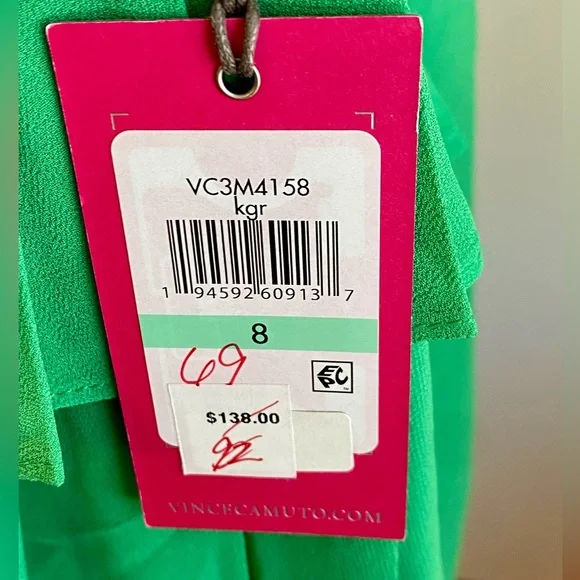 VC3M4158
kgr
1 94592 60913 7
8
69
$138.00
92
VINCECAMUTO.COM